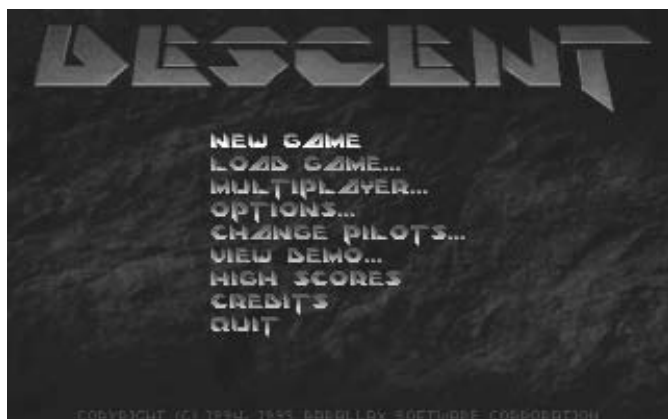 DESCENT
NEW GAME
LOAD GAME...
MULTIPLAYER...
OPTIONS...
CHANGE PILOTS...
VIEW DEMO...
HIGH SCORES
CREDITS
QUIT
COPYRIGHT (C) 1994, 1995 PARALLAX SOFTWARE CORPORATION